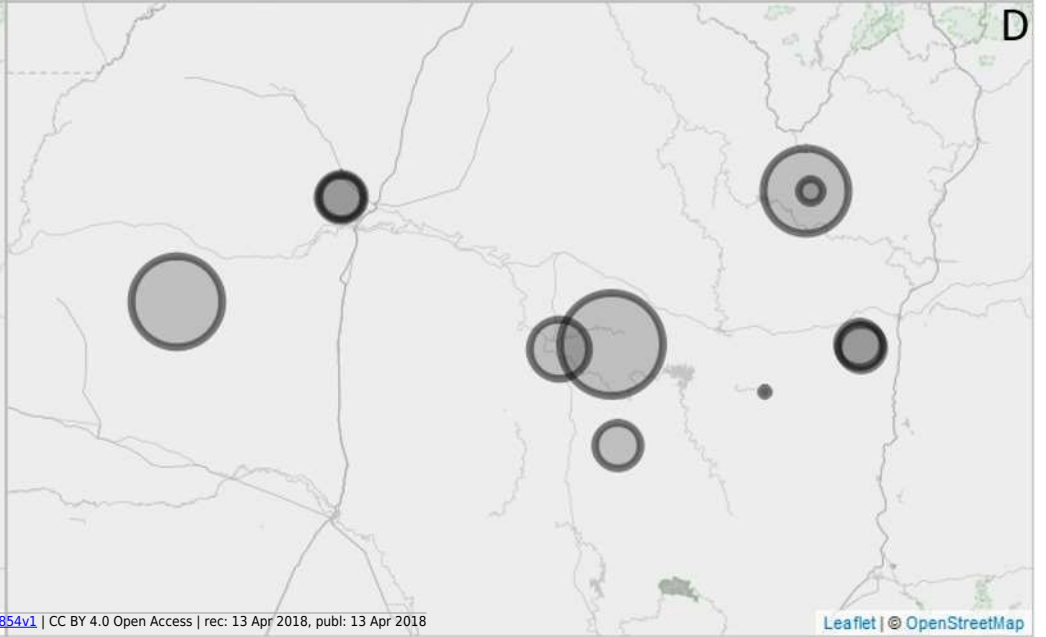 D
854v1 | CC BY 4.0 Open Access | rec: 13 Apr 2018, publ: 13 Apr 2018
Leaflet | © OpenStreetMap